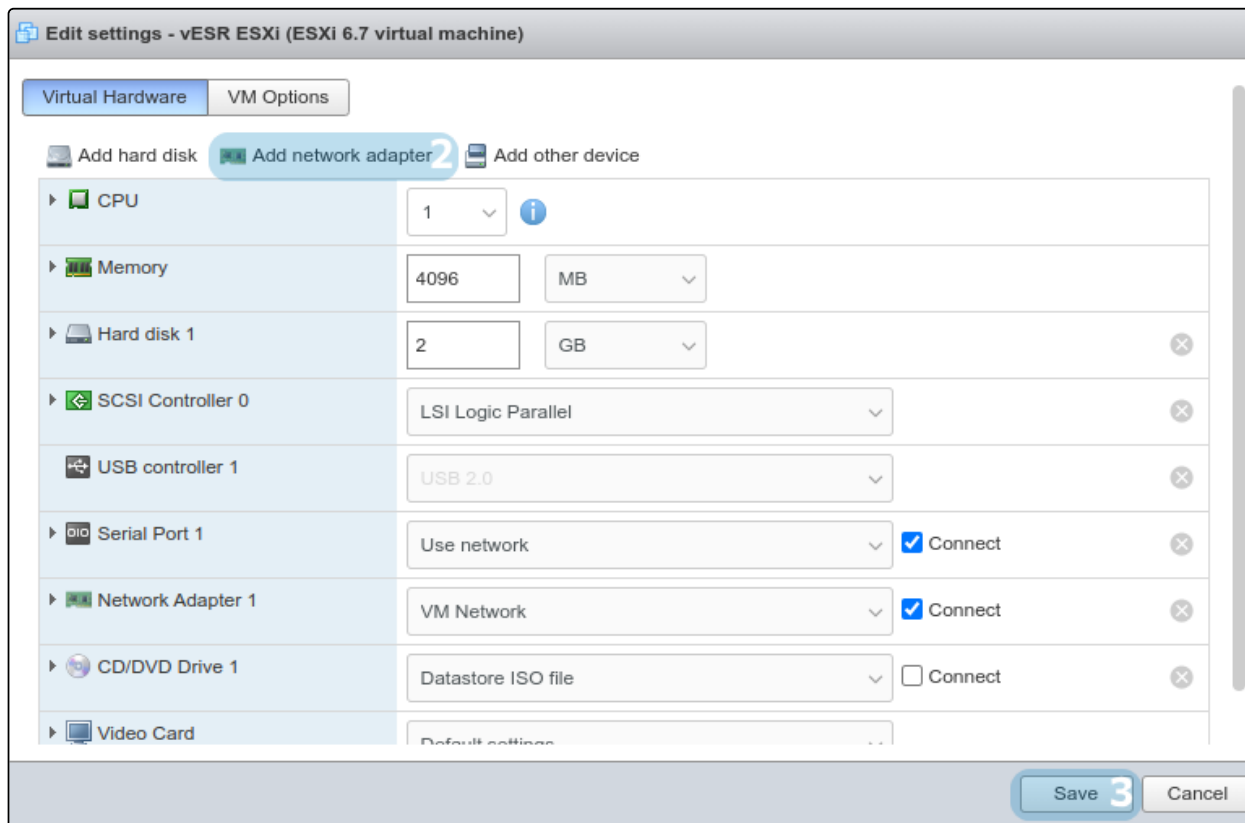 Edit settings - vESR ESXi (ESXi 6.7 virtual machine)
Virtual Hardware VM Options
Add hard disk Add network adapter 2 Add other device
CPU 1
Memory 4096 MB
Hard disk 1 2 GB
SCSI Controller 0 LSI Logic Parallel
USB controller 1 USB 2.0
Serial Port 1 Use network Connect
Network Adapter 1 VM Network Connect
CD/DVD Drive 1 Datastore ISO file Connect
Video Card Default settings
Save 3 Cancel